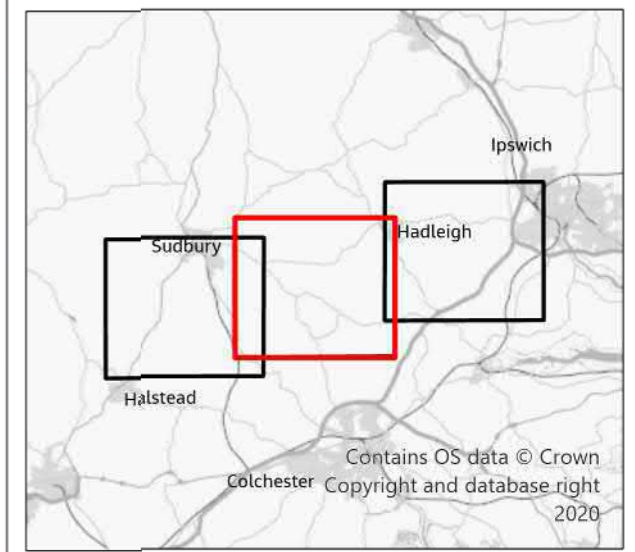 Ipswich
Hadleigh
Sudbury
Halstead
Contains OS data © Crown
Colchester Copyright and database right
2020